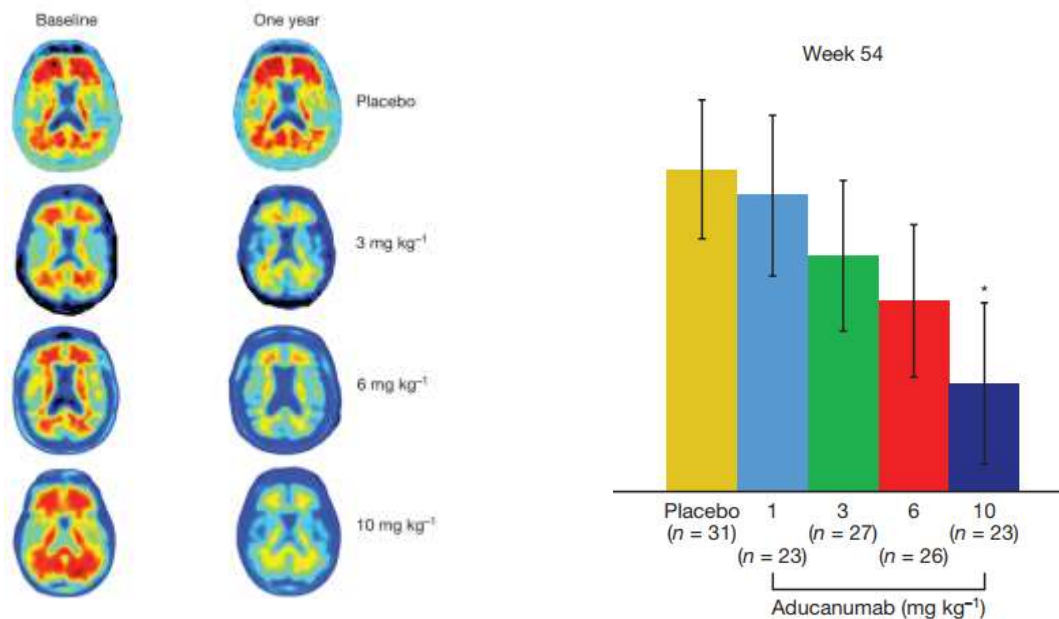 Baseline One year
Placebo
3 mg kg⁻¹
6 mg kg⁻¹
10 mg kg⁻¹
Week 54
*
Placebo 1 3 6 10
(n = 31) (n = 27) (n = 23)
(n = 23) (n = 26)
Aducanumab (mg kg⁻¹)